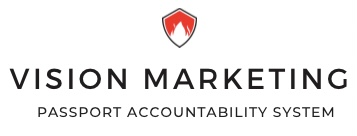 VISION MARKETING
PASSPORT ACCOUNTABILITY SYSTEM